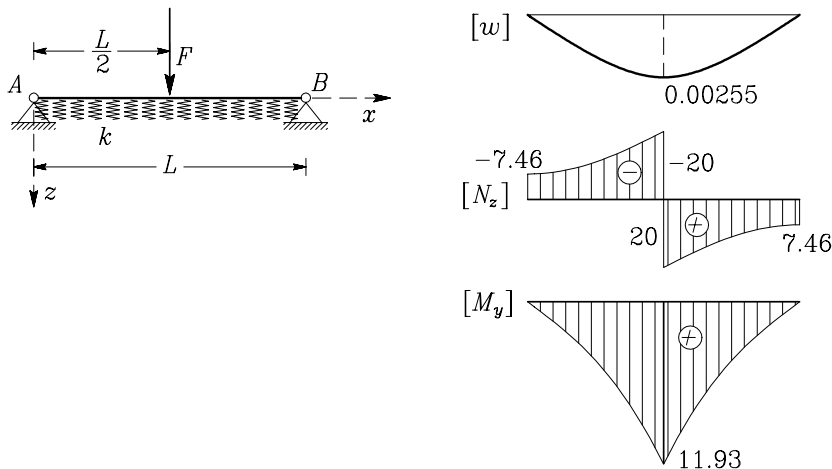 L
2
F
A
B
x
k
L
z
[w]
0.00255
−7.46
−20
[N_z]
−
+
20
7.46
[M_y]
+
11.93